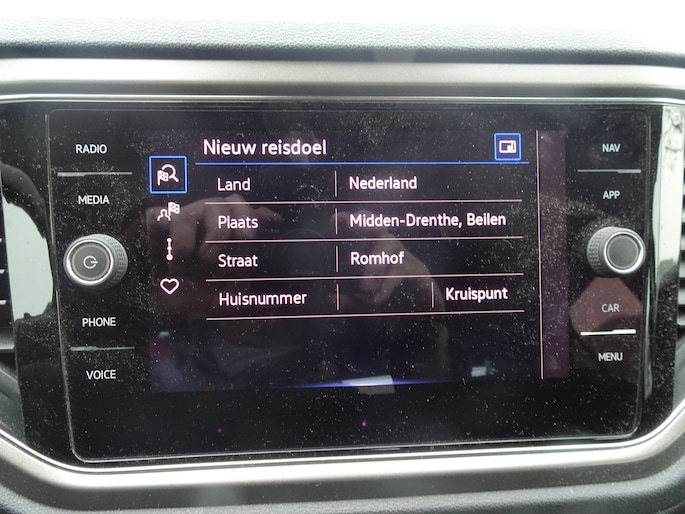 RADIO
MEDIA
PHONE
VOICE
Nieuw reisdoel
Land Nederland
Plaats Midden-Drenthe, Beilen
Straat Romhof
Huisnummer Kruispunt
NAV
APP
CAR
MENU